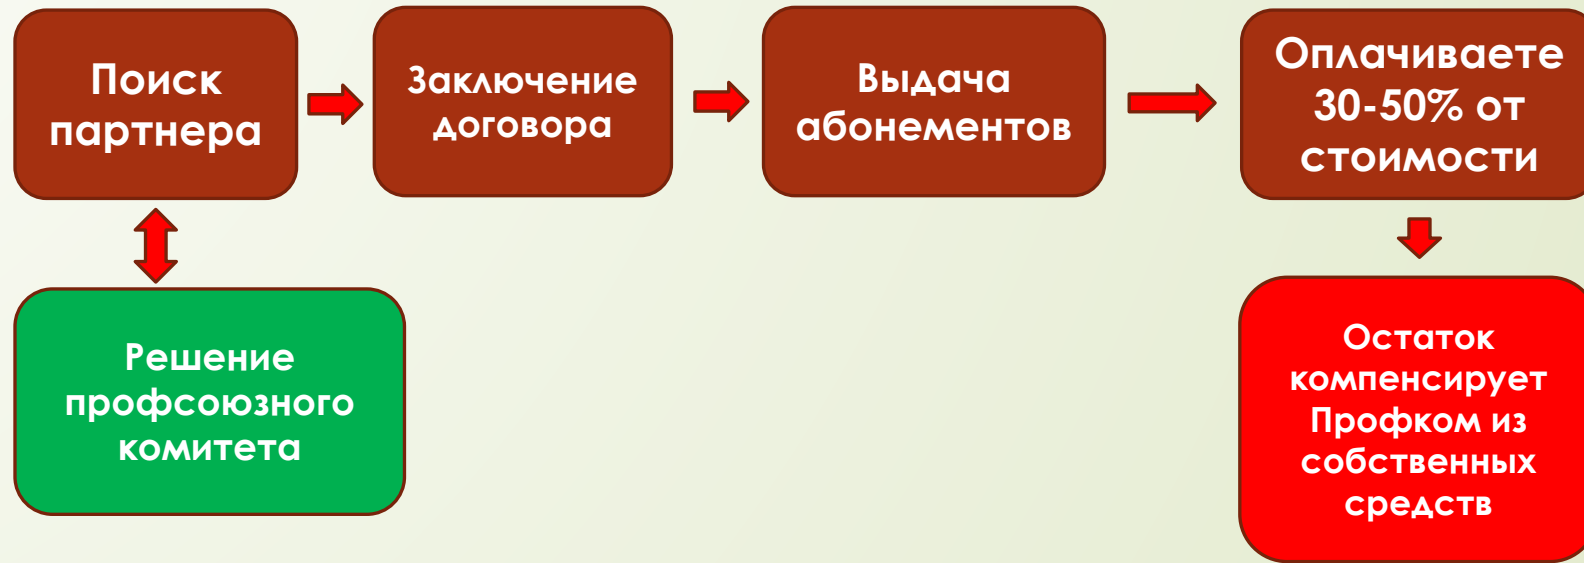 Поиск
партнера
Заключение
договора
Выдача
абонементов
Оплачиваете
30-50% от
стоимости
Решение
профсоюзного
комитета
Остаток
компенсирует
Профком из
собственных
средств